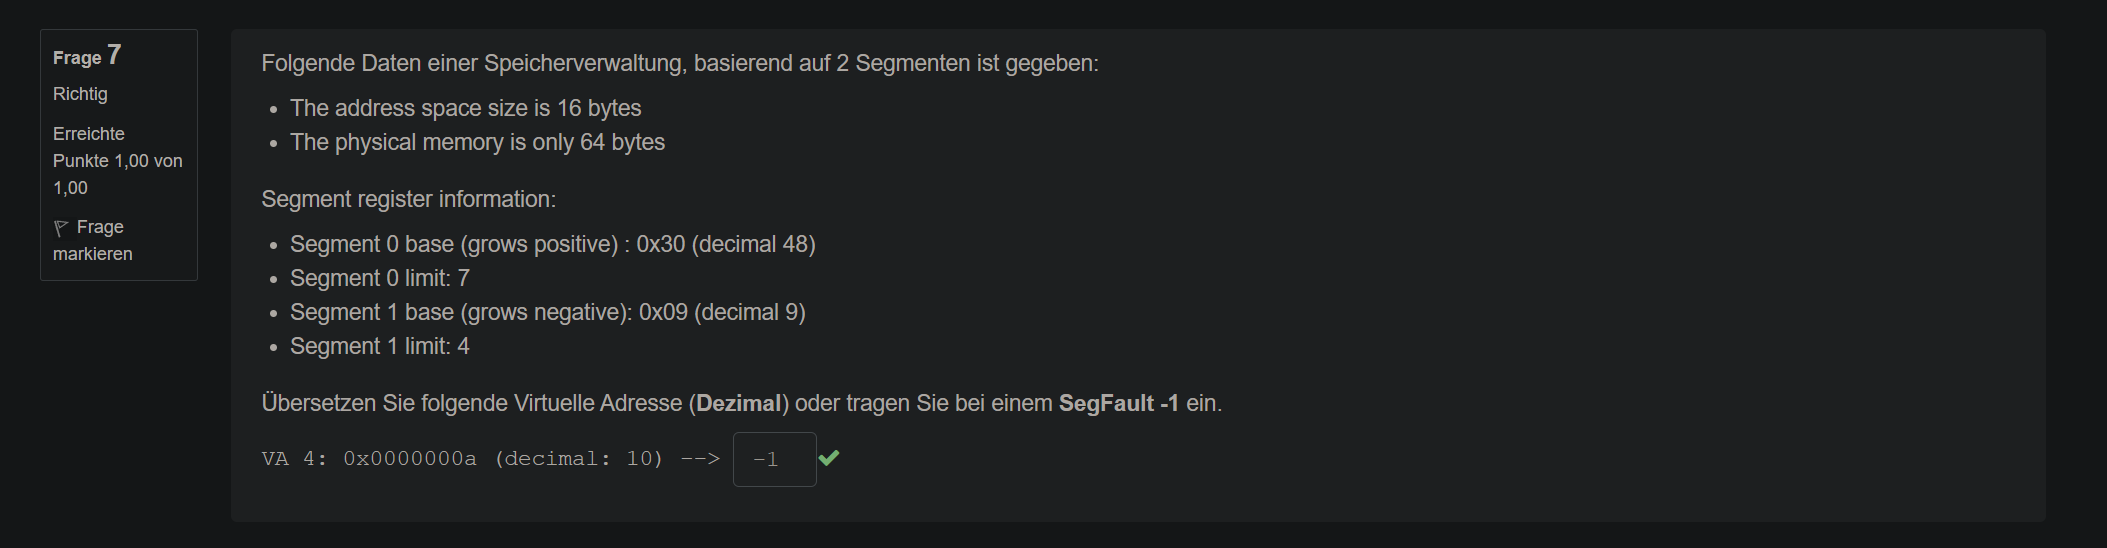 Frage 7
Richtig
Erreichte
Punkte 1,00 von
1,00
Frage
markieren
Folgende Daten einer Speicherverwaltung, basierend auf 2 Segmenten ist gegeben:
• The address space size is 16 bytes
• The physical memory is only 64 bytes
Segment register information:
• Segment 0 base (grows positive) : 0x30 (decimal 48)
• Segment 0 limit: 7
• Segment 1 base (grows negative): 0x09 (decimal 9)
• Segment 1 limit: 4
Übersetzen Sie folgende Virtuelle Adresse (Dezimal) oder tragen Sie bei einem SegFault -1 ein.
VA 4: 0x0000000a (decimal: 10) --> -1